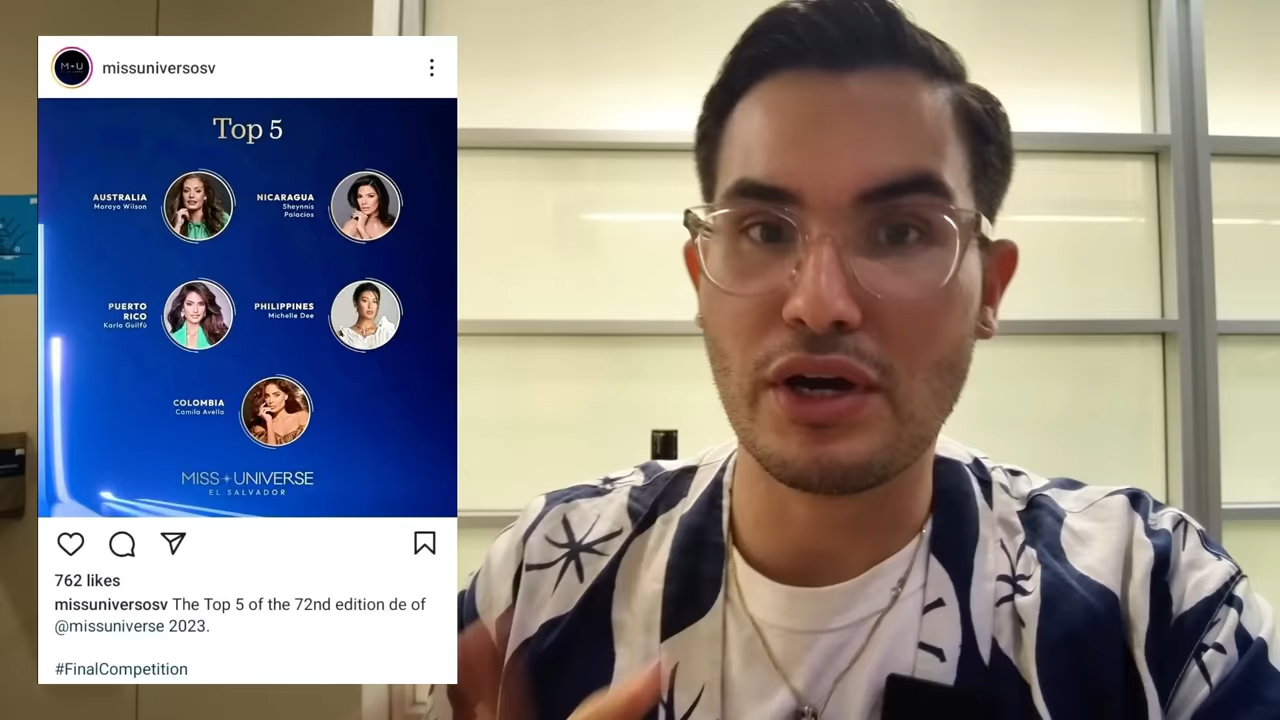 M✦U
missuniversosv
Top 5
AUSTRALIA
Moraya Wilson
NICARAGUA
Sheynnis
Palacios
PUERTO
RICO
Karla Guilfú
PHILIPPINES
Michelle Dee
COLOMBIA
Camila Avella
MISS✦UNIVERSE
EL SALVADOR
762 likes
missuniversosv The Top 5 of the 72nd edition de of
@missuniverse 2023.
#FinalCompetition